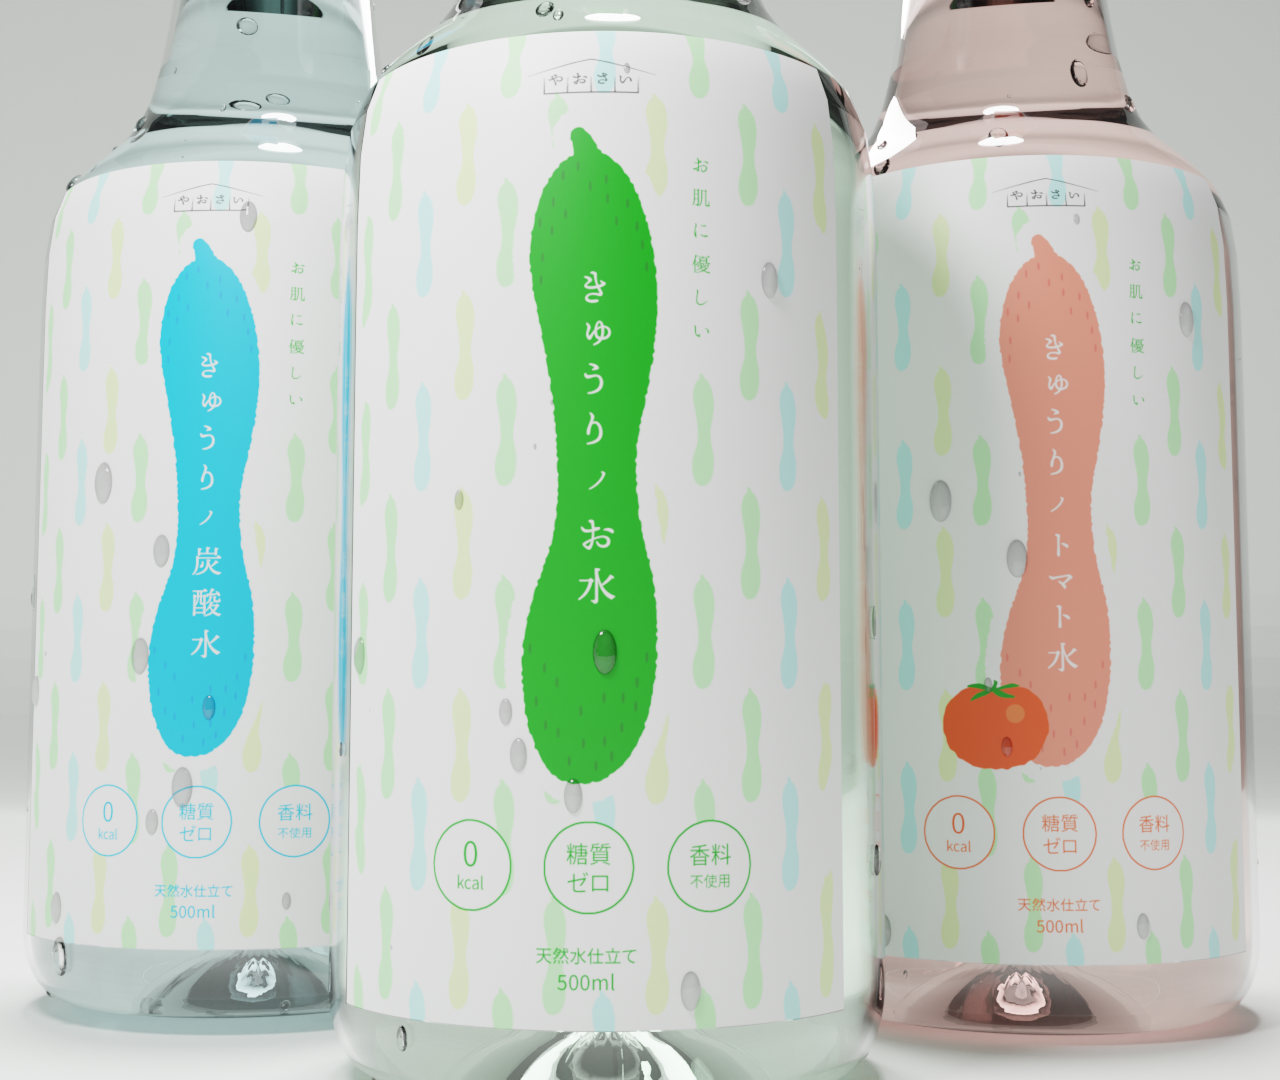 やおさい
お肌に優しい
きゅうりノ炭酸水
0
kcal
糖質
ゼロ
香料
不使用
天然水仕立て
500ml
やおさい
お肌に優しい
きゅうりノお水
0
kcal
糖質
ゼロ
香料
不使用
天然水仕立て
500ml
やおさい
お肌に優しい
きゅうりノトマト水
0
kcal
糖質
ゼロ
香料
不使用
天然水仕立て
500ml